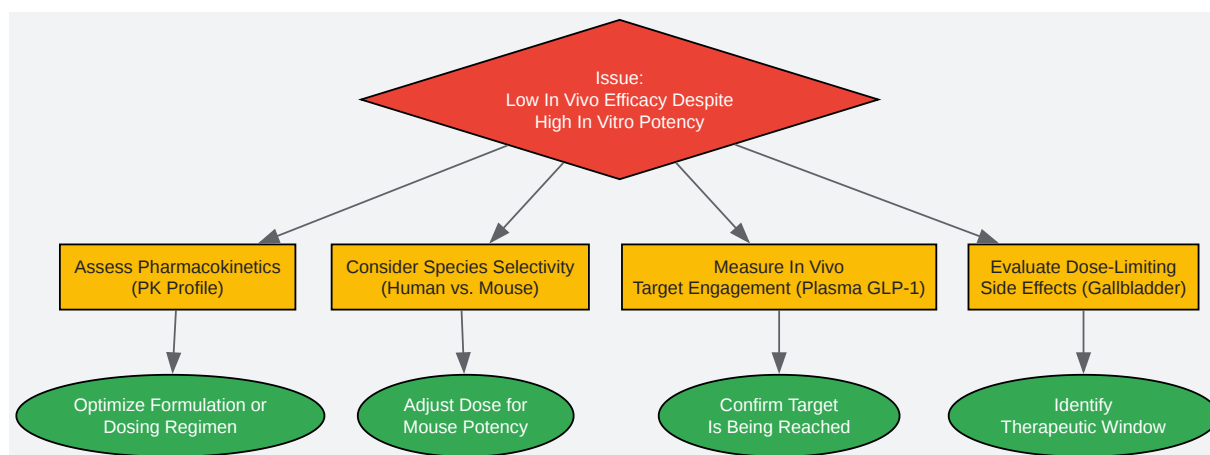 Issue:
Low In Vivo Efficacy Despite
High In Vitro Potency
Assess Pharmacokinetics
(PK Profile)
Consider Species Selectivity
(Human vs. Mouse)
Measure In Vivo
Target Engagement (Plasma GLP-1)
Evaluate Dose-Limiting
Side Effects (Gallbladder)
Optimize Formulation or
Dosing Regimen
Adjust Dose for
Mouse Potency
Confirm Target
Is Being Reached
Identify
Therapeutic Window